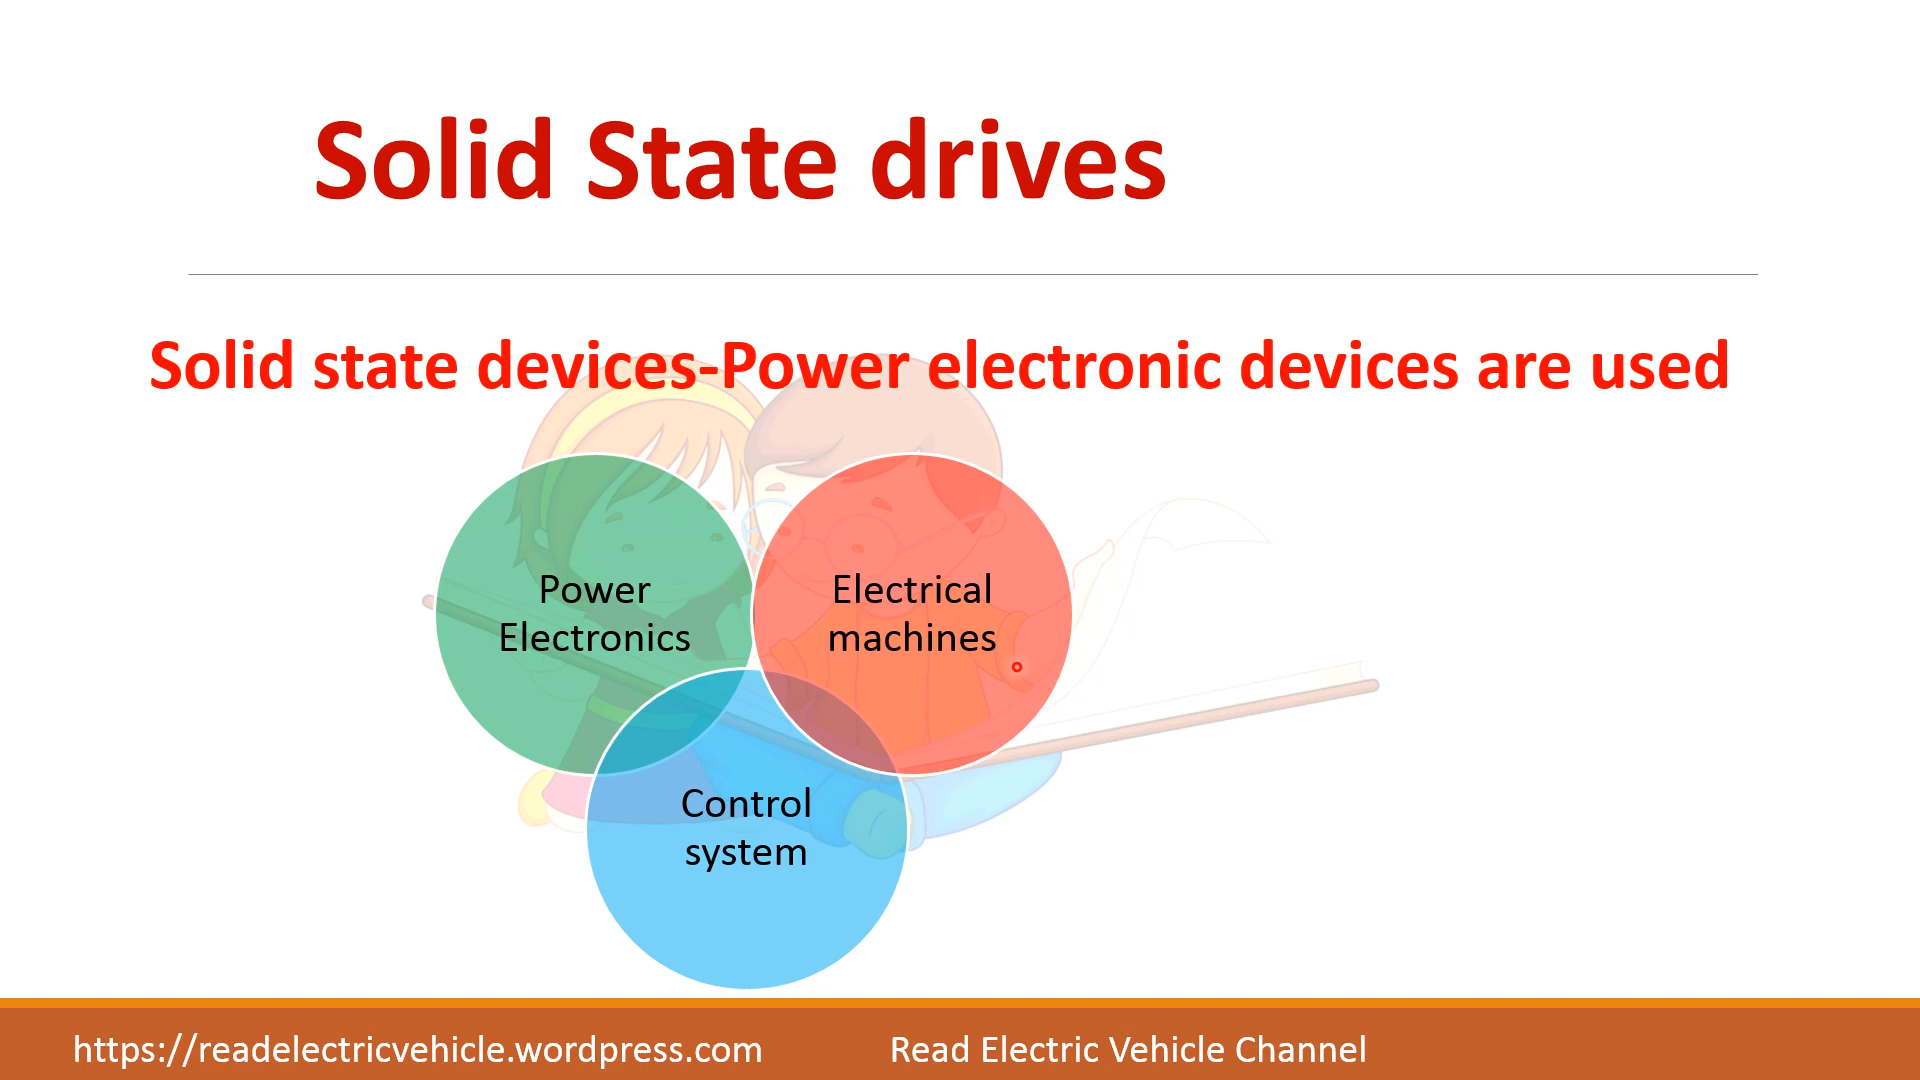 Solid State drives
Solid state devices-Power electronic devices are used
Power
Electronics
Electrical
machines
Control
system
https://readelectricvehicle.wordpress.com
Read Electric Vehicle Channel